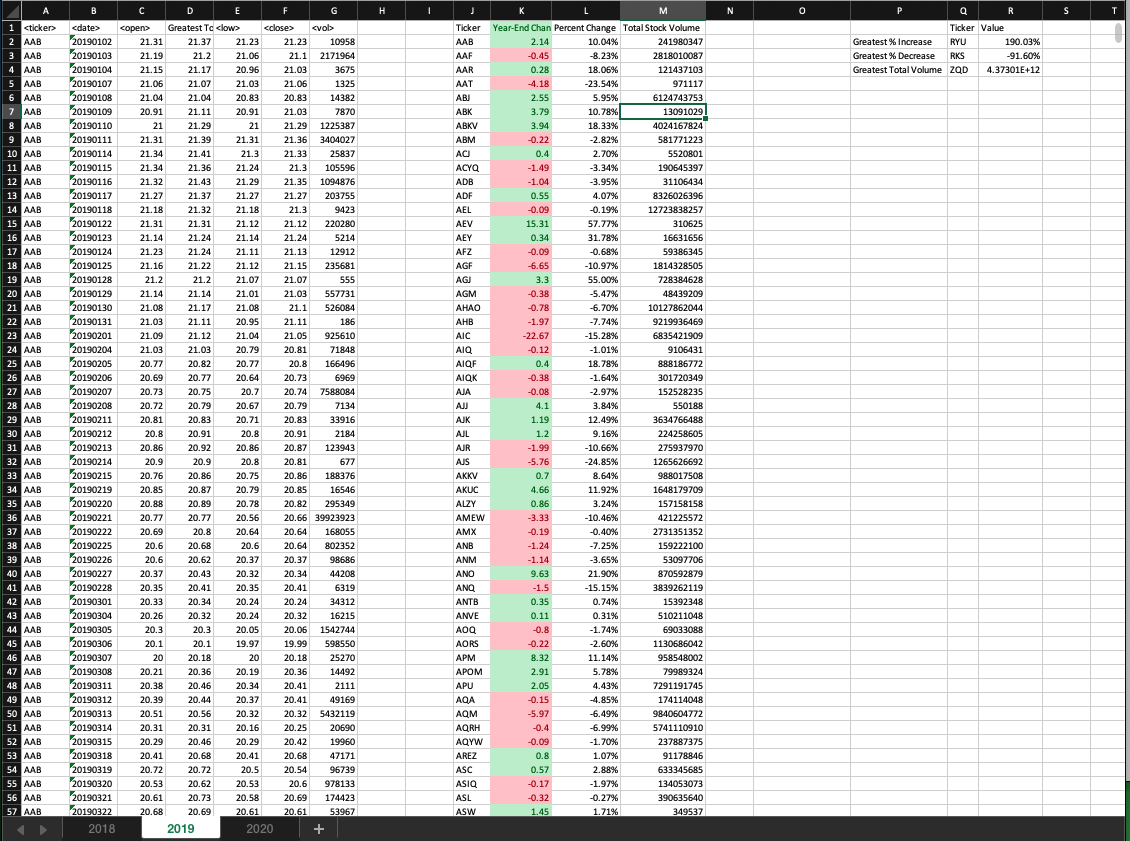 A B C D E F G H I J K L M N O P Q R S T
1 <ticker> <date> <open> Greatest To <low> <close> <vol> Ticker Year-End Chan Percent Change Total Stock Volume Ticker Value
2 AAB 20190102 21.31 21.37 21.23 21.23 10958 AAB 2.14 10.04% 241980347 Greatest % Increase RYU 190.03%
3 AAB 20190103 21.19 21.2 21.06 21.1 2171964 AAF -0.45 -8.23% 2818010087 Greatest % Decrease RKS -91.60%
4 AAB 20190104 21.15 21.17 20.96 21.03 3675 AAR 0.28 18.06% 121437103 Greatest Total Volume ZQD 4.37301E+12
5 AAB 20190107 21.06 21.07 21.03 21.06 1325 AAT -4.18 -23.54% 971117
6 AAB 20190108 21.04 21.04 20.83 20.83 14382 ABJ 2.55 5.95% 6124743753
7 AAB 20190109 20.91 21.11 20.91 21.03 7870 ABK 3.79 10.78% 13091029
8 AAB 20190110 21 21.29 21 21.29 1225387 ABKV 3.94 18.33% 4024167824
9 AAB 20190111 21.31 21.39 21.31 21.36 3404027 ABM -0.22 -2.82% 581771223
10 AAB 20190114 21.34 21.41 21.3 21.33 25837 ACJ 0.4 2.70% 5520801
11 AAB 20190115 21.34 21.36 21.24 21.3 105596 ACYQ -1.49 -3.34% 190645397
12 AAB 20190116 21.32 21.43 21.29 21.35 1094876 ADB -1.04 -3.95% 31106434
13 AAB 20190117 21.27 21.37 21.27 21.27 203755 ADF 0.55 4.07% 8326026396
14 AAB 20190118 21.18 21.32 21.18 21.3 9423 AEL -0.09 -0.19% 12723838257
15 AAB 20190122 21.31 21.31 21.12 21.12 220280 AEV 15.31 57.77% 310625
16 AAB 20190123 21.14 21.24 21.14 21.24 5214 AEY 0.34 31.78% 16631656
17 AAB 20190124 21.23 21.24 21.11 21.13 12912 AFZ -0.09 -0.68% 59386345
18 AAB 20190125 21.16 21.22 21.12 21.15 235681 AGF -6.65 -10.97% 1814328505
19 AAB 20190128 21.2 21.2 21.07 21.07 555 AGJ 3.3 55.00% 728384628
20 AAB 20190129 21.14 21.14 21.01 21.03 557731 AGM -0.38 -5.47% 48439209
21 AAB 20190130 21.08 21.17 21.08 21.1 526084 AHAO -0.78 -6.70% 10127862044
22 AAB 20190131 21.03 21.11 20.95 21.11 186 AHB -1.97 -7.74% 9219936469
23 AAB 20190201 21.09 21.12 21.04 21.05 925610 AIC -22.67 -15.28% 6835421909
24 AAB 20190204 21.03 21.03 20.79 20.81 71848 AIQ -0.12 -1.01% 9106431
25 AAB 20190205 20.77 20.82 20.77 20.8 166496 AIQF 0.4 18.78% 888186772
26 AAB 20190206 20.69 20.77 20.64 20.73 6969 AIQK -0.38 -1.64% 301720349
27 AAB 20190207 20.73 20.75 20.7 20.74 7588084 AJA -0.08 -2.97% 152528235
28 AAB 20190208 20.72 20.79 20.67 20.79 7134 AJJ 4.1 3.84% 550188
29 AAB 20190211 20.81 20.83 20.71 20.83 33916 AJK 1.19 12.49% 3634766488
30 AAB 20190212 20.8 20.91 20.8 20.91 2184 AJL 1.2 9.16% 224258605
31 AAB 20190213 20.86 20.92 20.86 20.87 123943 AJR -1.99 -10.66% 275937970
32 AAB 20190214 20.9 20.9 20.8 20.81 677 AJS -5.76 -24.85% 1265626692
33 AAB 20190215 20.76 20.86 20.75 20.86 188376 AKKV 0.7 8.64% 988017508
34 AAB 20190219 20.85 20.87 20.79 20.85 16546 AKUC 4.66 11.92% 1648179709
35 AAB 20190220 20.88 20.89 20.78 20.82 295349 ALZY 0.86 3.24% 157158158
36 AAB 20190221 20.77 20.77 20.56 20.66 39923923 AMEW -3.33 -10.46% 421225572
37 AAB 20190222 20.69 20.8 20.64 20.64 168055 AMX -0.19 -0.40% 2731351352
38 AAB 20190225 20.6 20.68 20.6 20.64 802352 ANB -1.24 -7.25% 159222100
39 AAB 20190226 20.6 20.62 20.37 20.37 98686 ANM -1.14 -3.65% 53097706
40 AAB 20190227 20.37 20.43 20.32 20.34 44208 ANO 9.63 21.90% 870592879
41 AAB 20190228 20.35 20.41 20.35 20.41 6319 ANQ -1.5 -15.15% 3839262119
42 AAB 20190301 20.33 20.34 20.24 20.24 34312 ANTB 0.35 0.74% 15392348
43 AAB 20190304 20.26 20.32 20.24 20.32 16215 ANVE 0.11 0.31% 510211048
44 AAB 20190305 20.3 20.3 20.05 20.06 1542744 AOQ -0.8 -1.74% 69033088
45 AAB 20190306 20.1 20.1 19.97 19.99 598550 AORS -0.22 -2.60% 1130686042
46 AAB 20190307 20 20.18 20 20.18 25270 APM 8.32 11.14% 958548002
47 AAB 20190308 20.21 20.36 20.19 20.36 14492 APOM 2.91 5.78% 79989324
48 AAB 20190311 20.38 20.46 20.34 20.41 2111 APU 2.05 4.43% 7291191745
49 AAB 20190312 20.39 20.44 20.37 20.41 49169 AQA -0.15 -4.85% 174114048
50 AAB 20190313 20.51 20.56 20.32 20.32 5432119 AQM -5.97 -6.49% 9840604772
51 AAB 20190314 20.31 20.31 20.16 20.25 20690 AQRH -0.4 -6.99% 5741110910
52 AAB 20190315 20.29 20.46 20.29 20.42 19960 AQYW -0.09 -1.70% 237887375
53 AAB 20190318 20.41 20.68 20.41 20.68 47171 AREZ 0.8 1.07% 91178846
54 AAB 20190319 20.72 20.72 20.5 20.54 96739 ASC 0.57 2.88% 633345685
55 AAB 20190320 20.53 20.62 20.53 20.6 978133 ASIQ -0.17 -1.97% 134053073
56 AAB 20190321 20.61 20.73 20.58 20.69 174423 ASL -0.32 -0.27% 390635640
57 AAB 20190322 20.68 20.69 20.61 20.61 53967 ASW 1.45 1.71% 349537
2018 2019 2020 +